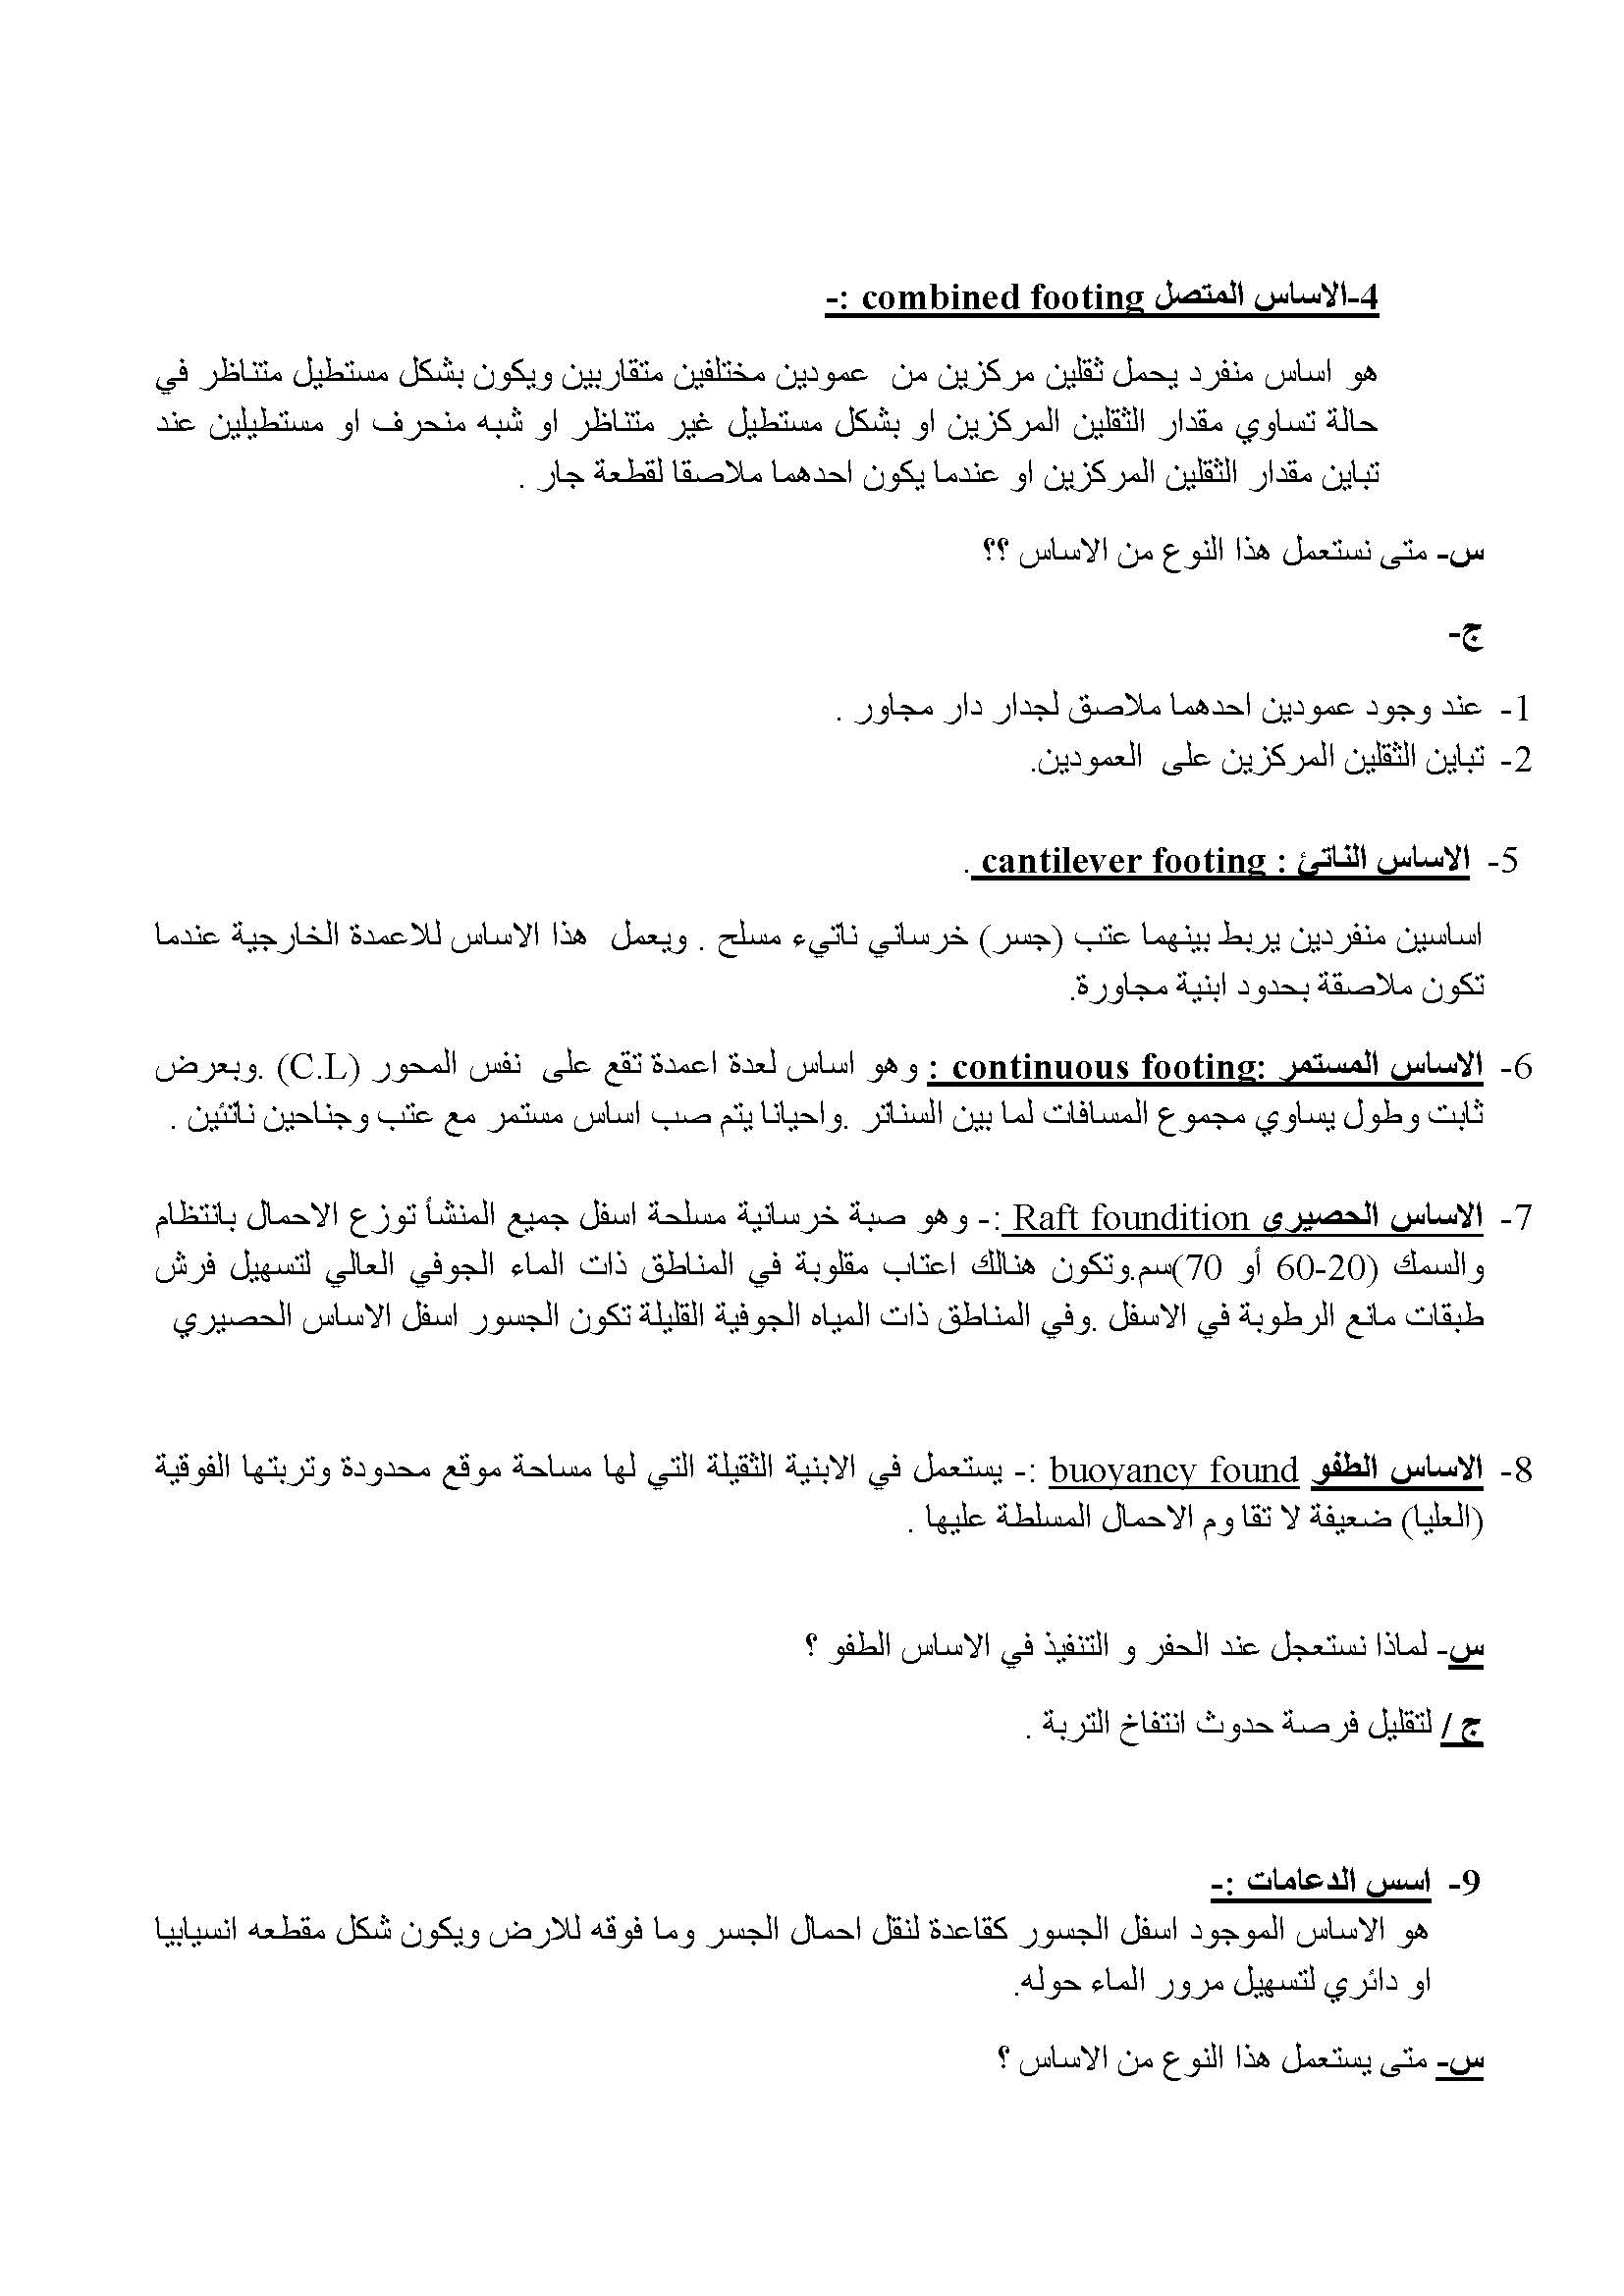 4-الاساس المتصل combined footing :-
هو اساس منفرد يحمل ثقلين مركزين من عمودين مختلفين متقاربين ويكون بشكل مستطيل متناظر في
حالة تساوي مقدار الثقلين المركزين او بشكل مستطيل غير متناظر او شبه منحرف او مستطيلين عند
تباين مقدار الثقلين المركزين او عندما يكون احدهما ملاصقا لقطعة جار .
س- متى نستعمل هذا النوع من الاساس ؟؟
ج-
1- عند وجود عمودين احدهما ملاصق لجدار دار مجاور .
2- تباين الثقلين المركزين على العمودين.
5- الاساس الناتئ : cantilever footing .
اساسين منفردين يربط بينهما عتب (جسر) خرساني ناتيء مسلح . ويعمل هذا الاساس للاعمدة الخارجية عندما
تكون ملاصقة بحدود ابنية مجاورة.
6- الاساس المستمر :continuous footing : وهو اساس لعدة اعمدة تقع على نفس المحور (C.L) .وبعرض
ثابت وطول يساوي مجموع المسافات لما بين السناتر .واحيانا يتم صب اساس مستمر مع عتب وجناحين ناتئين .
7- الاساس الحصيري Raft foundition :- وهو صبة خرسانية مسلحة اسفل جميع المنشأ توزع الاحمال بانتظام
والسمك (20-60 أو 70)سم.وتكون هنالك اعتاب مقلوبة في المناطق ذات الماء الجوفي العالي لتسهيل فرش
طبقات مانع الرطوبة في الاسفل .وفي المناطق ذات المياه الجوفية القليلة تكون الجسور اسفل الاساس الحصيري
8- الاساس الطفو buoyancy found :- يستعمل في الابنية الثقيلة التي لها مساحة موقع محدودة وتربتها الفوقية
(العليا) ضعيفة لا تقاوم الاحمال المسلطة عليها .
س- لماذا نستعجل عند الحفر و التنفيذ في الاساس الطفو ؟
ج / لتقليل فرصة حدوث انتفاخ التربة .
9- اسس الدعامات :-
هو الاساس الموجود اسفل الجسور كقاعدة لنقل احمال الجسر وما فوقه للارض ويكون شكل مقطعه انسيابيا
او دائري لتسهيل مرور الماء حوله.
س- متى يستعمل هذا النوع من الاساس ؟